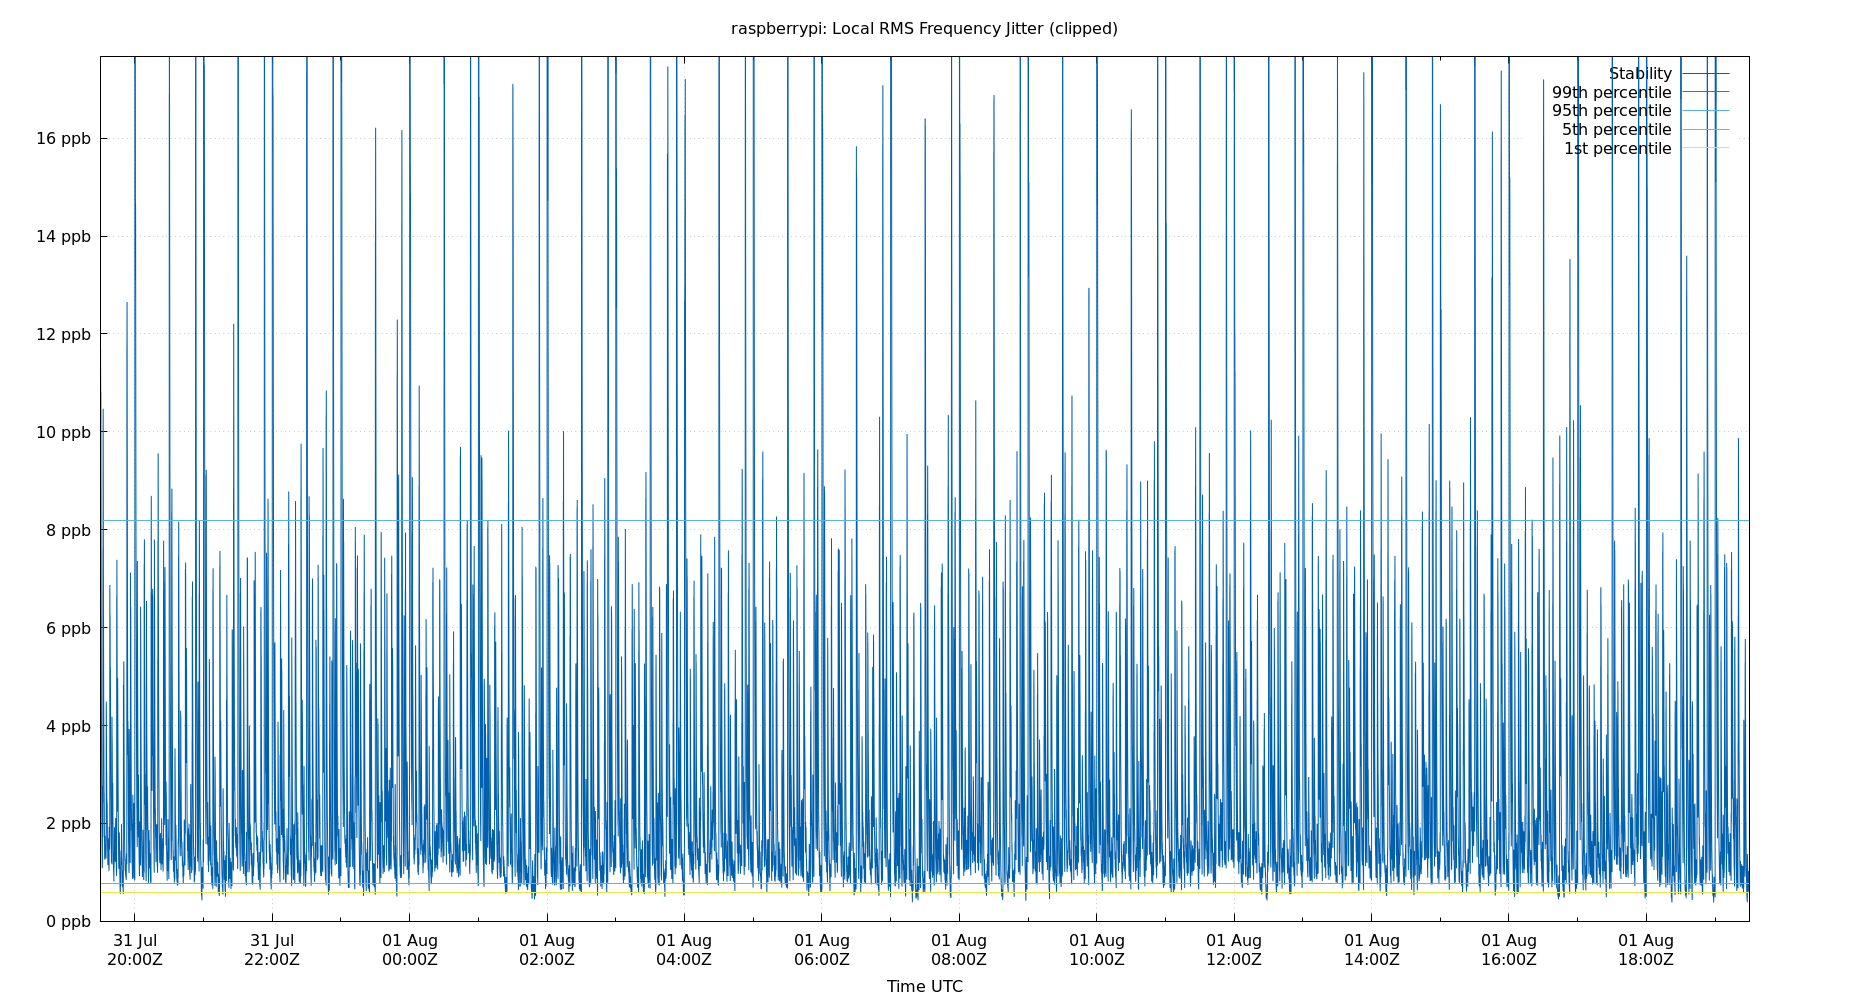 raspberrypi: Local RMS Frequency Jitter (clipped)
Stability
99th percentile
95th percentile
5th percentile
1st percentile
16 ppb
14 ppb
12 ppb
10 ppb
8 ppb
6 ppb
4 ppb
2 ppb
0 ppb
31 Jul 31 Jul 01 Aug 01 Aug 01 Aug 01 Aug 01 Aug 01 Aug 01 Aug 01 Aug 01 Aug 01 Aug
20:00Z 22:00Z 00:00Z 02:00Z 04:00Z 06:00Z 08:00Z 10:00Z 12:00Z 14:00Z 16:00Z 18:00Z
Time UTC